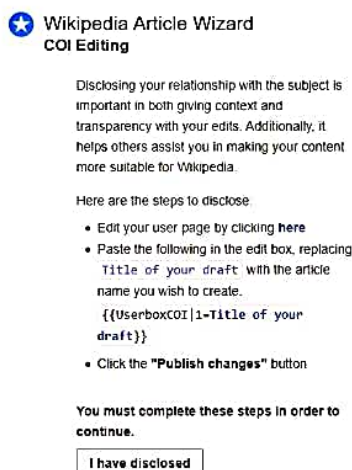 Wikipedia Article Wizard
COI Editing
Disclosing your relationship with the subject is
important in both giving context and
transparency with your edits. Additionally, it
helps others assist you in making your content
more suitable for Wikipedia.
Here are the steps to disclose
• Edit your user page by clicking here
• Paste the following in the edit box, replacing
Title of your draft with the article
name you wish to create.
{{UserboxCOI|1=Title of your
draft}}
• Click the "Publish changes" button
You must complete these steps in order to
continue.
I have disclosed